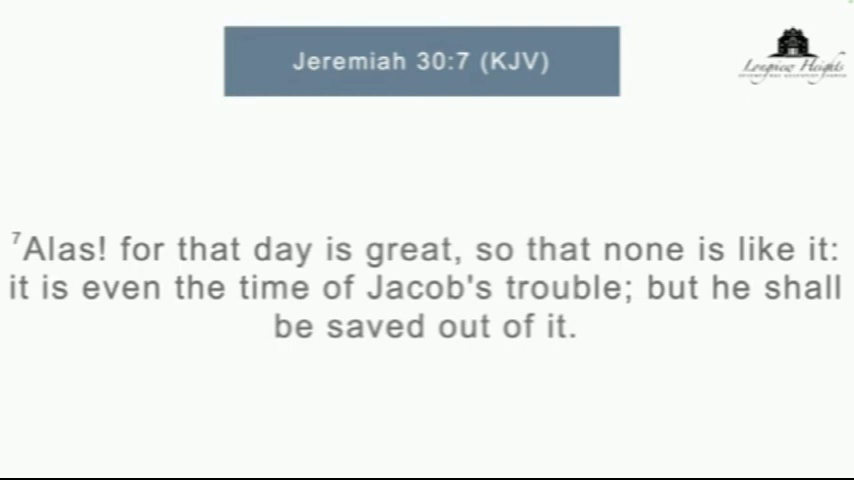 Jeremiah 30:7 (KJV)
Longview Heights
7Alas! for that day is great, so that none is like it:
it is even the time of Jacob's trouble; but he shall
be saved out of it.